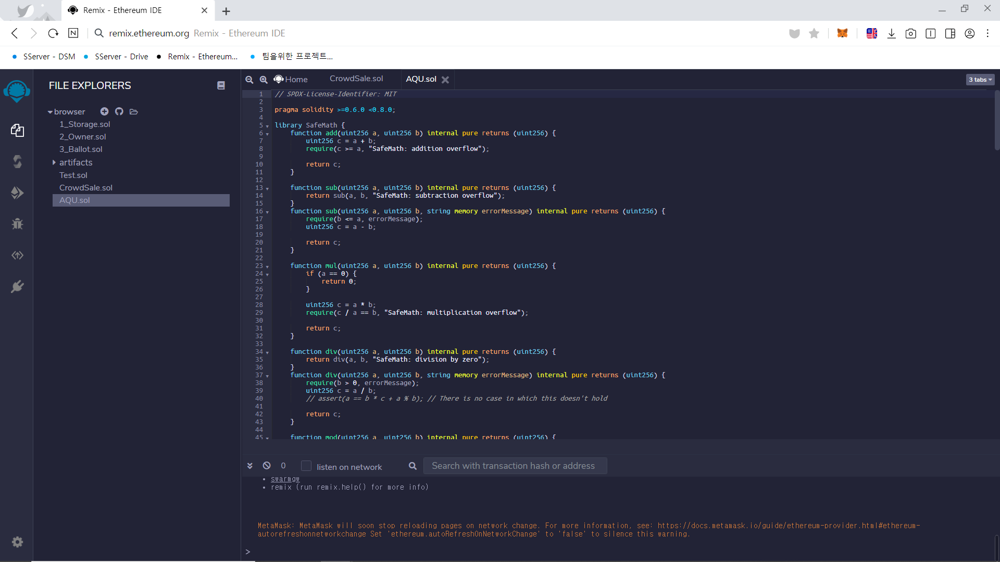 Remix - Ethereum IDE
N
remix.ethereum.org Remix - Ethereum IDE
SServer - DSM
SServer - Drive
Remix - Ethereum...
팀을위한 프로젝트...
FILE EXPLORERS
browser
1_Storage.sol
2_Owner.sol
3_Ballot.sol
artifacts
Test.sol
CrowdSale.sol
AQU.sol
Home
CrowdSale.sol
AQU.sol
3 tabs
1 // SPDX-License-Identifier: MIT
2
3 pragma solidity >=0.6.0 <0.8.0;
4
5 library SafeMath {
6 function add(uint256 a, uint256 b) internal pure returns (uint256) {
7 uint256 c = a + b;
8 require(c >= a, "SafeMath: addition overflow");
9
10 return c;
11 }
12
13 function sub(uint256 a, uint256 b) internal pure returns (uint256) {
14 return sub(a, b, "SafeMath: subtraction overflow");
15 }
16 function sub(uint256 a, uint256 b, string memory errorMessage) internal pure returns (uint256) {
17 require(b <= a, errorMessage);
18 uint256 c = a - b;
19
20 return c;
21 }
22
23 function mul(uint256 a, uint256 b) internal pure returns (uint256) {
24 if (a == 0) {
25 return 0;
26 }
27
28 uint256 c = a * b;
29 require(c / a == b, "SafeMath: multiplication overflow");
30
31 return c;
32 }
33
34 function div(uint256 a, uint256 b) internal pure returns (uint256) {
35 return div(a, b, "SafeMath: division by zero");
36 }
37 function div(uint256 a, uint256 b, string memory errorMessage) internal pure returns (uint256) {
38 require(b > 0, errorMessage);
39 uint256 c = a / b;
40 // assert(a == b * c + a % b); // There is no case in which this doesn't hold
41
42 return c;
43 }
44
45 function mod(uint256 a, uint256 b) internal pure returns (uint256) {
0
listen on network
Search with transaction hash or address
swarmgw
remix (run remix.help() for more info)
MetaMask: MetaMask will soon stop reloading pages on network change. For more information, see: https://docs.metamask.io/guide/ethereum-provider.html#ethereum-
autorefreshonnetworkchange Set 'ethereum.autoRefreshOnNetworkChange' to 'false' to silence this warning.
>